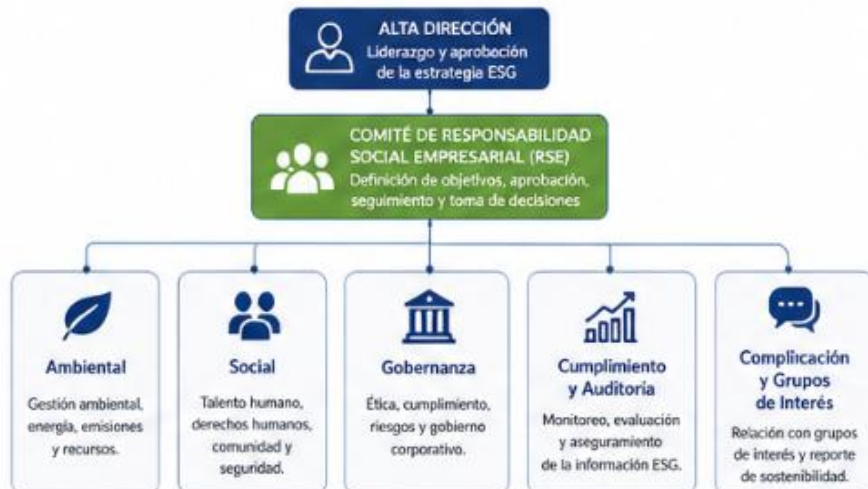 ALTA DIRECCIÓN
Liderazgo y aprobación
de la estrategia ESG
COMITÉ DE RESPONSABILIDAD
SOCIAL EMPRESARIAL (RSE)
Definición de objetivos, aprobación,
seguimiento y toma de decisiones
Ambiental
Gestión ambiental,
energía, emisiones
y recursos.
Social
Talento humano,
derechos humanos,
comunidad y
seguridad.
Gobernanza
Ética, cumplimiento,
riesgos y gobierno
corporativo.
Cumplimiento
y Auditoria
Monitoreo, evaluación
y aseguramiento
de la información ESG.
Complicación
y Grupos
de Interés
Relación con grupos
de interés y reporte
de sostenibilidad.